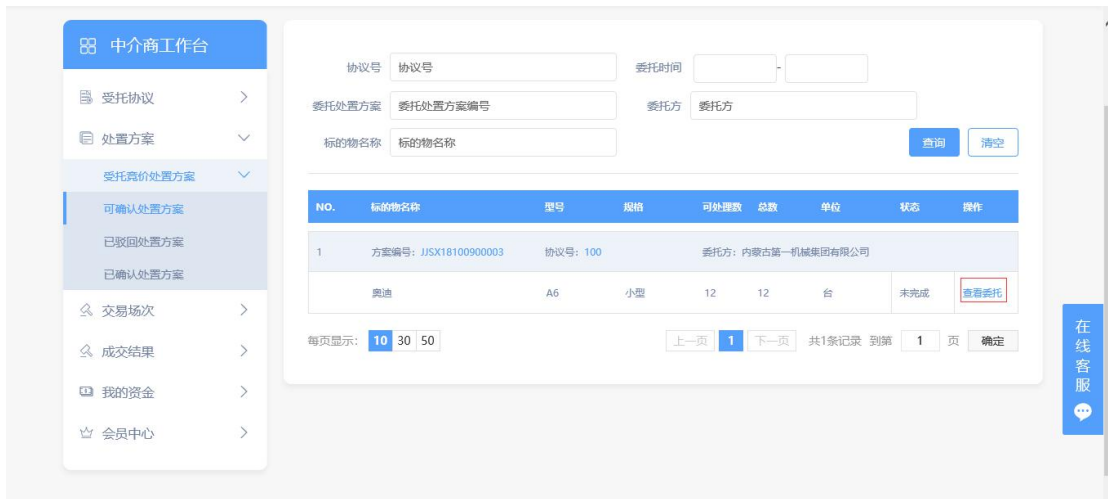 中介商工作台
受托协议
处置方案
受托竞价处置方案
可确认处置方案
已驳回处置方案
已确认处置方案
交易场次
成交结果
我的资金
会员中心
协议号 协议号 委托时间 -
委托处置方案 委托处置方案编号 委托方 委托方
标的物名称 标的物名称 查询 清空
NO. 标的物名称 型号 规格 可处理数 总数 单位 状态 操作
1 方案编号：JJSX18100900003 协议号：100 委托方：内蒙古第一机械集团有限公司
奥迪 A6 小型 12 12 台 未完成 查看委托
每页显示： 10 30 50 上一页 1 下一页 共1条记录 到第 1 页 确定
在线客服